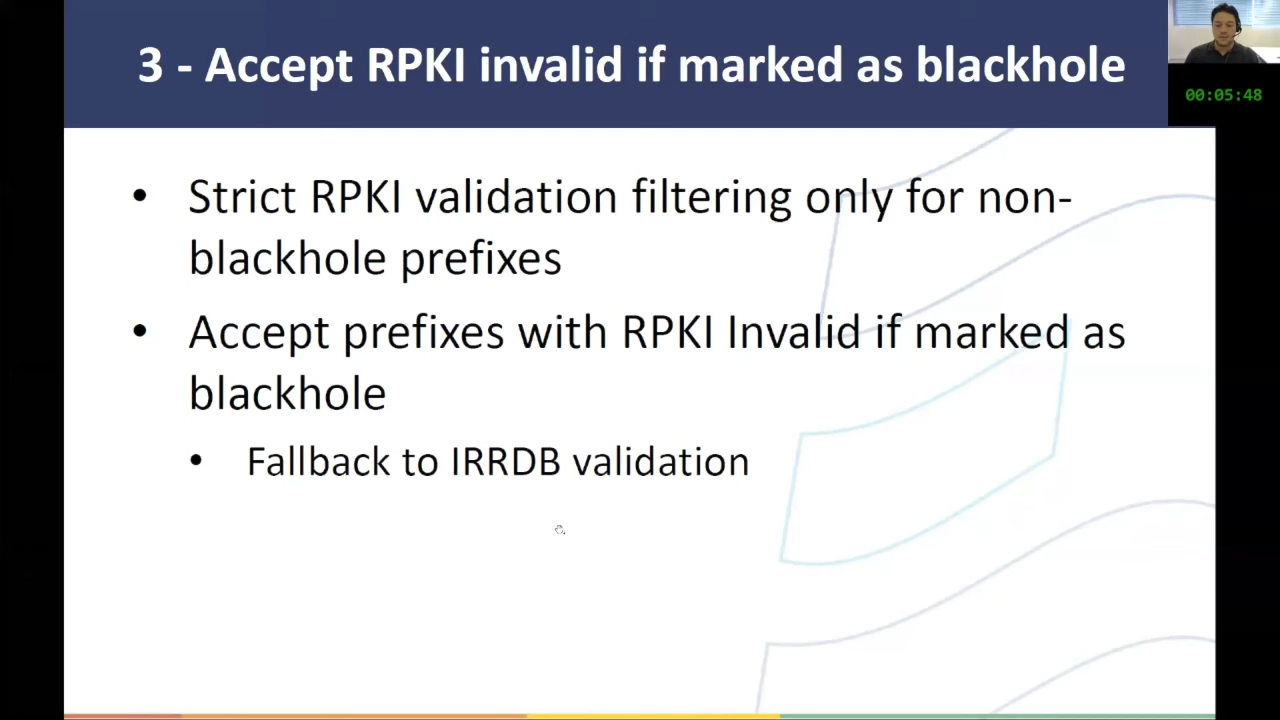 3 - Accept RPKI invalid if marked as blackhole
00:05:48
• Strict RPKI validation filtering only for non-
blackhole prefixes
• Accept prefixes with RPKI Invalid if marked as
blackhole
• Fallback to IRRDB validation